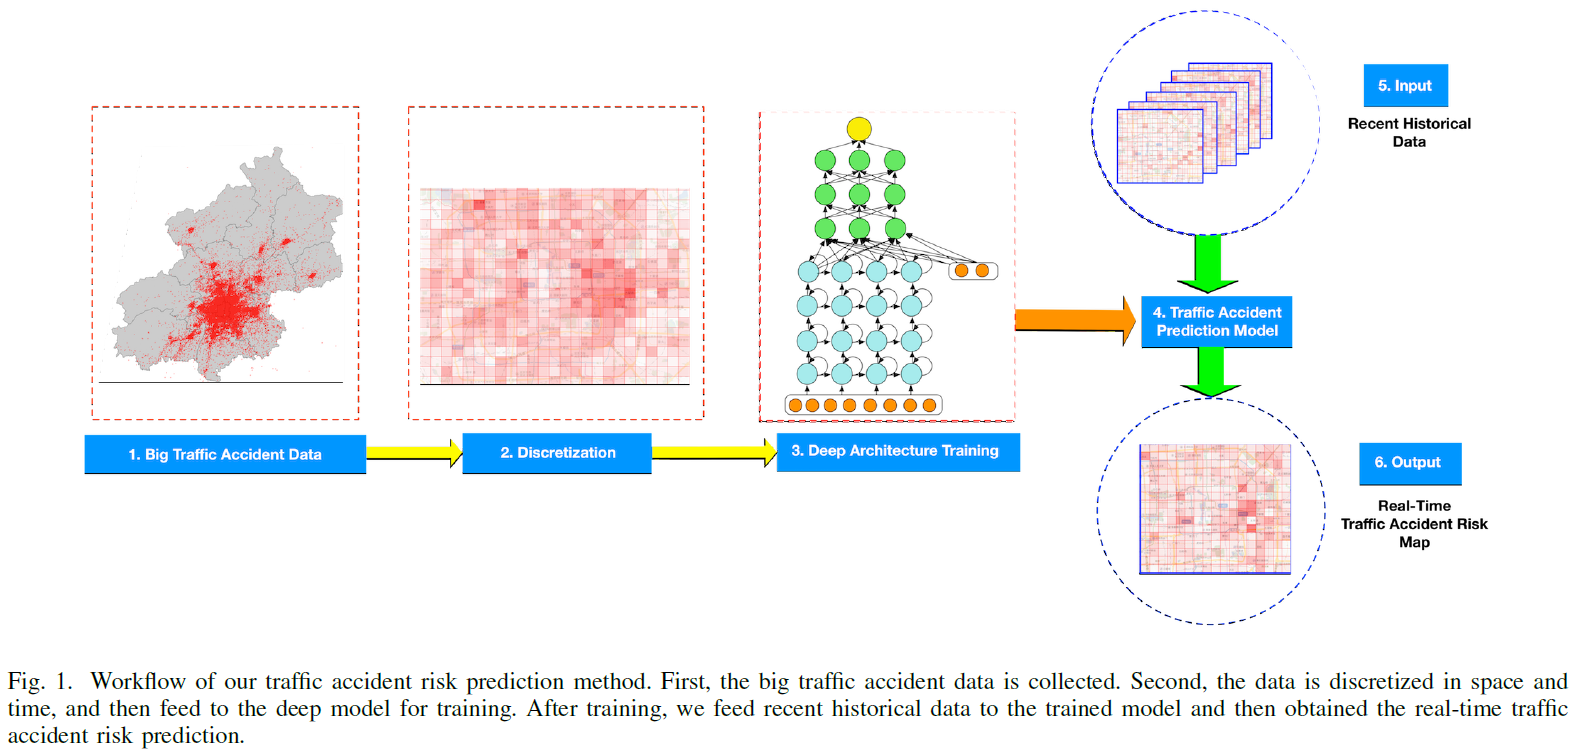 1. Big Traffic Accident Data
2. Discretization
3. Deep Architecture Training
4. Traffic Accident
Prediction Model
5. Input
Recent Historical
Data
6. Output
Real-Time
Traffic Accident Risk
Map
Fig. 1. Workflow of our traffic accident risk prediction method. First, the big traffic accident data is collected. Second, the data is discretized in space and
time, and then feed to the deep model for training. After training, we feed recent historical data to the trained model and then obtained the real-time traffic
accident risk prediction.